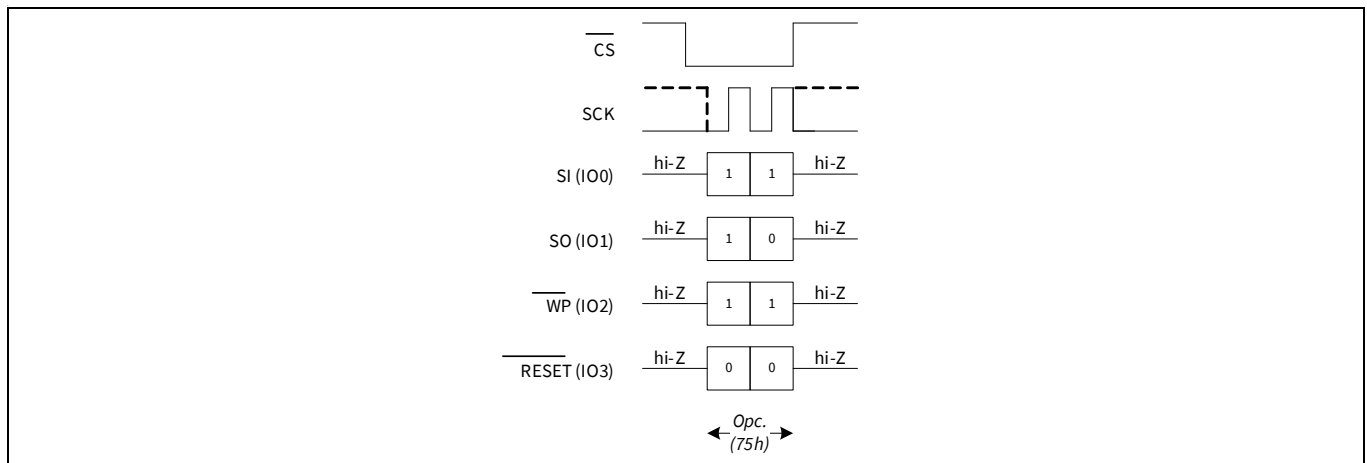 CS
SCK
SI (IO0) hi-Z 1 1 hi-Z
SO (IO1) hi-Z 1 0 hi-Z
WP (IO2) hi-Z 1 1 hi-Z
RESET (IO3) hi-Z 0 0 hi-Z
Opc.
(75h)